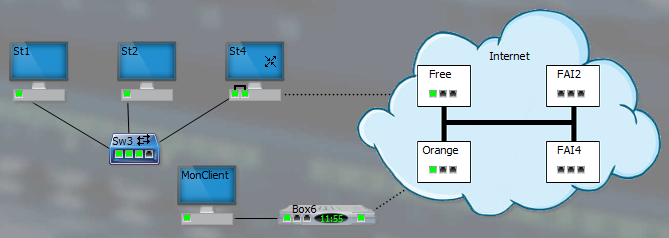 St1
St2
St4
Internet
Free
FAI2
Sw3
Orange
FAI4
MonClient
Box6
11:55